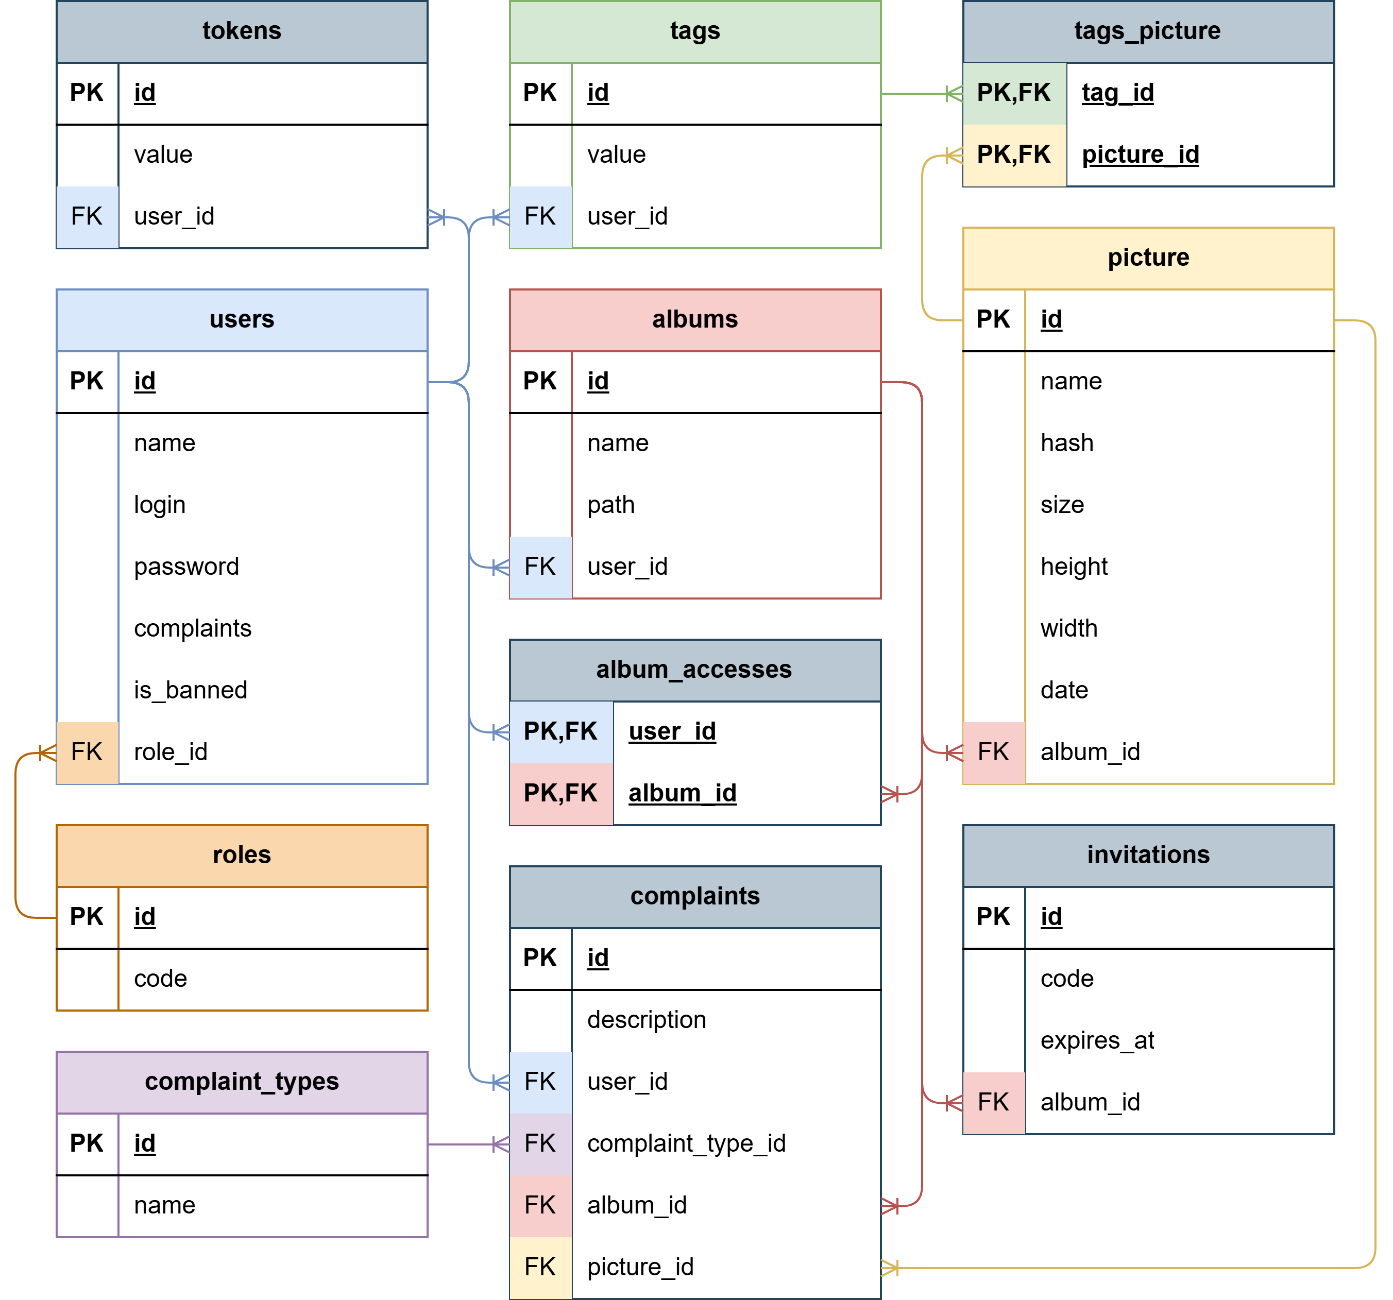 tokens
PK id
value
FK user_id
users
PK id
name
login
password
complaints
is_banned
FK role_id
roles
PK id
code
complaint_types
PK id
name
tags
PK id
value
FK user_id
albums
PK id
name
path
FK user_id
album_accesses
PK,FK user_id
PK,FK album_id
complaints
PK id
description
FK user_id
FK complaint_type_id
FK album_id
FK picture_id
tags_picture
PK,FK tag_id
PK,FK picture_id
picture
PK id
name
hash
size
height
width
date
FK album_id
invitations
PK id
code
expires_at
FK album_id